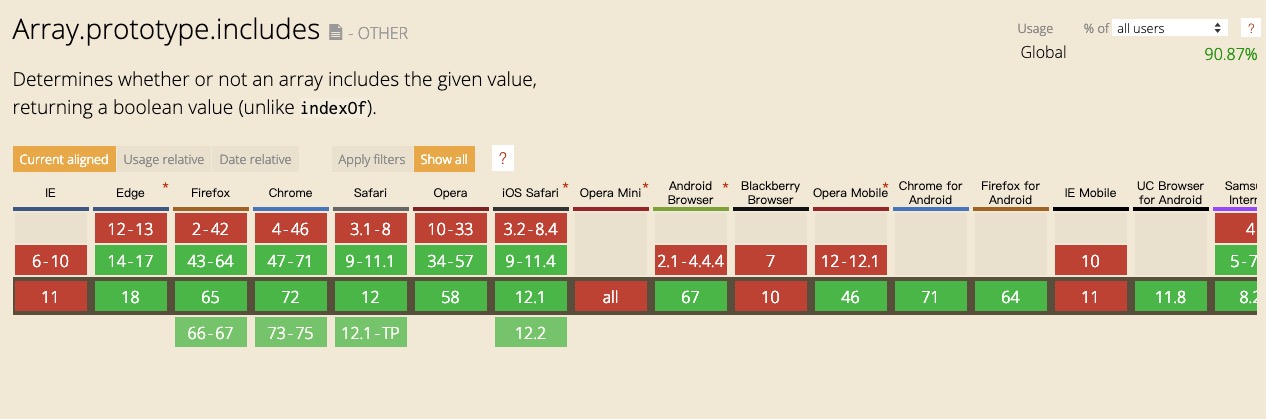 Array.prototype.includes - OTHER
Usage % of all users ?
Global 90.87%
Determines whether or not an array includes the given value,
returning a boolean value (unlike indexOf).
Current aligned Usage relative Date relative Apply filters Show all ?
IE Edge * Firefox Chrome Safari Opera iOS Safari * Opera Mini * Android Browser * Blackberry Browser Opera Mobile * Chrome for Android Firefox for Android IE Mobile UC Browser for Android Samsu Intern
12-13 2-42 4-46 3.1-8 10-33 3.2-8.4 4
6-10 14-17 43-64 47-71 9-11.1 34-57 9-11.4 2.1-4.4.4 7 12-12.1 10 5-7
11 18 65 72 12 58 12.1 all 67 10 46 71 64 11 11.8 8.2
66-67 73-75 12.1-TP 12.2